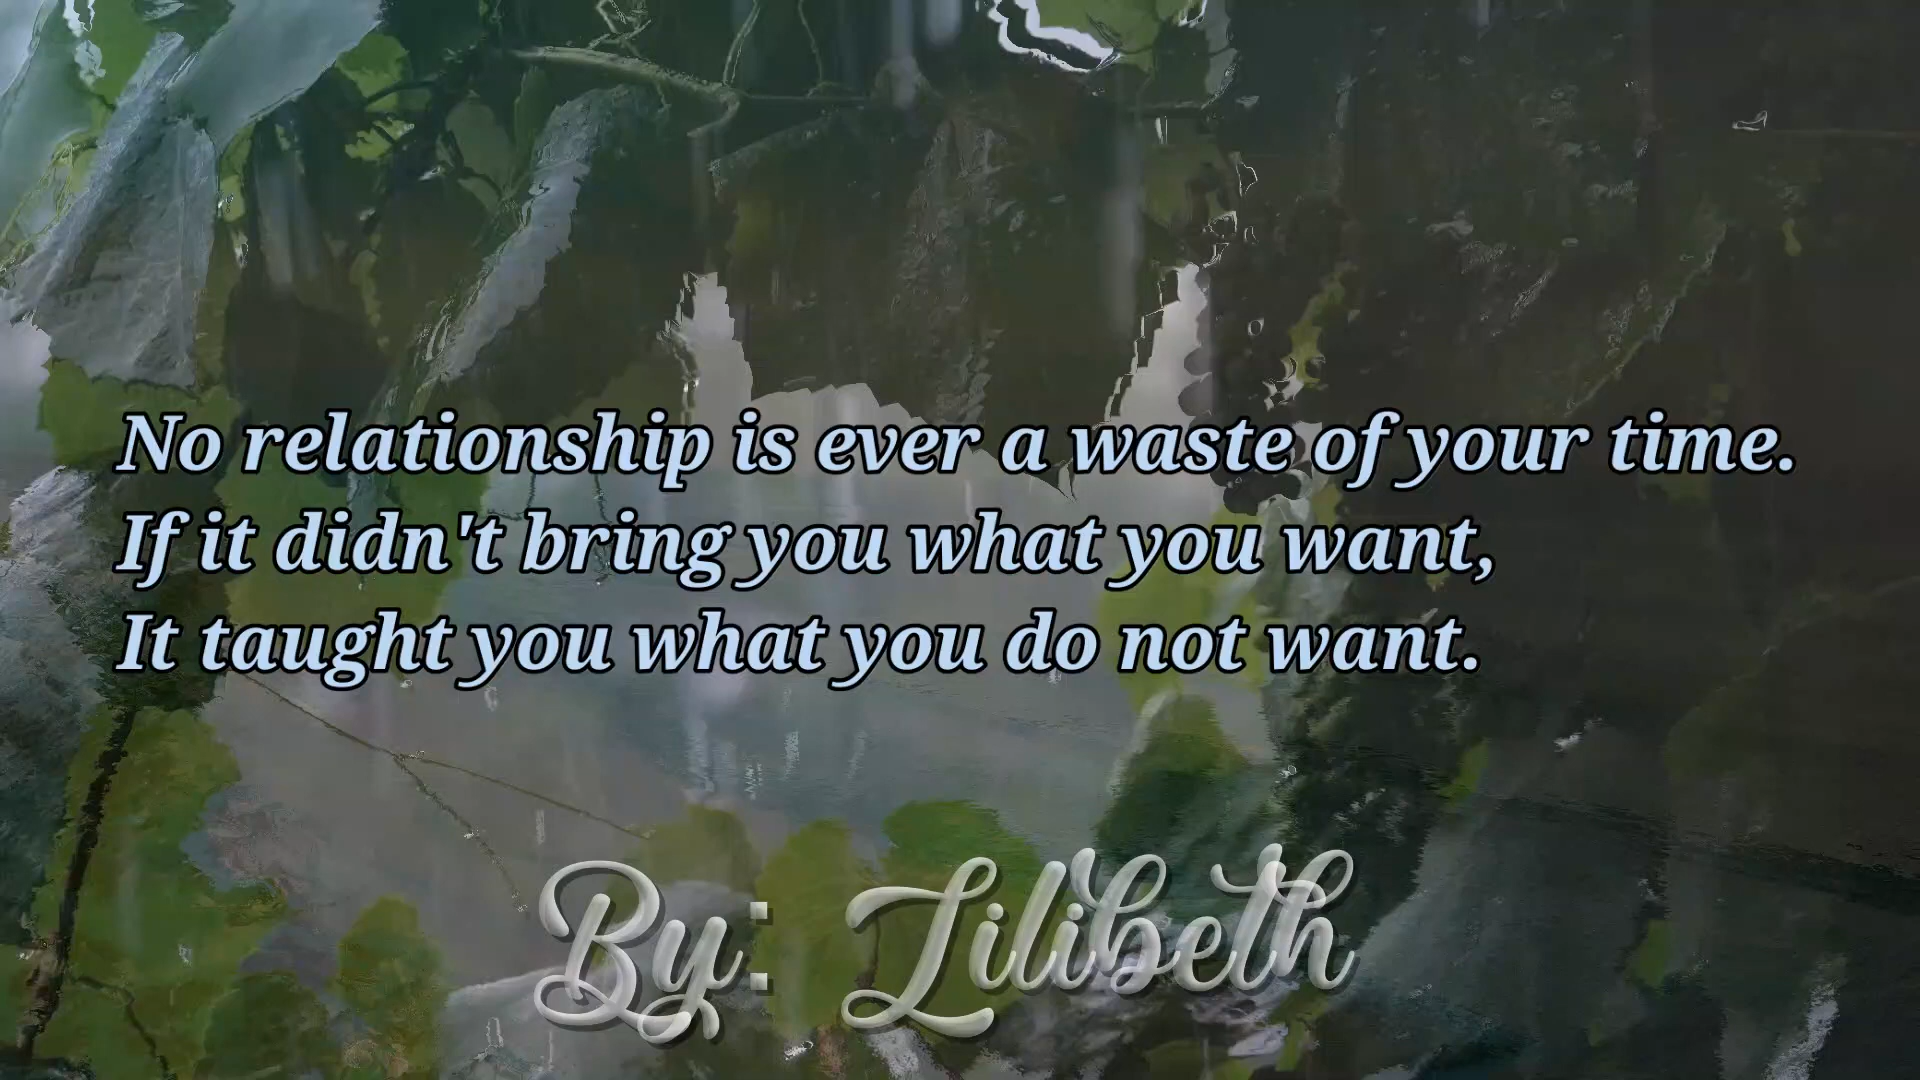 No relationship is ever a waste of your time.
If it didn't bring you what you want,
It taught you what you do not want.
By: Lilibeth